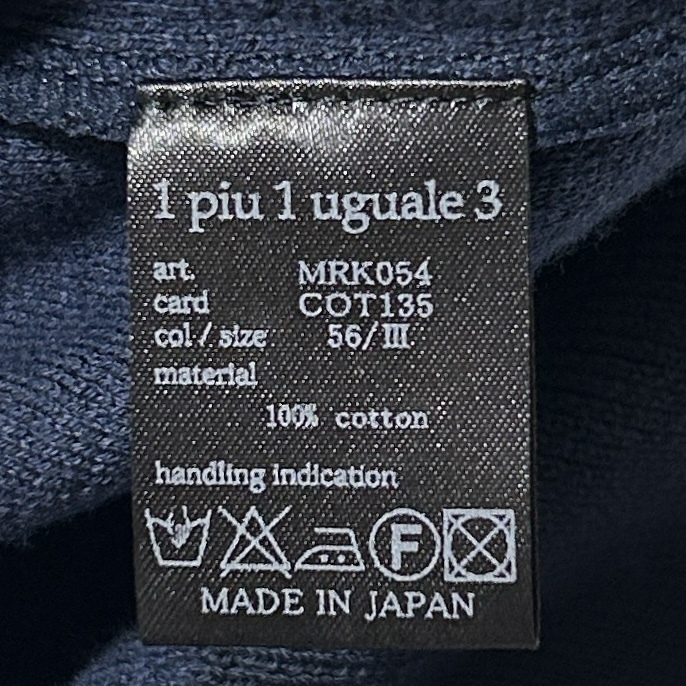 1 piu 1 uguale 3
art. MRK054
card COT135
col / size 56/III
material
100% cotton
handling indication
F
MADE IN JAPAN